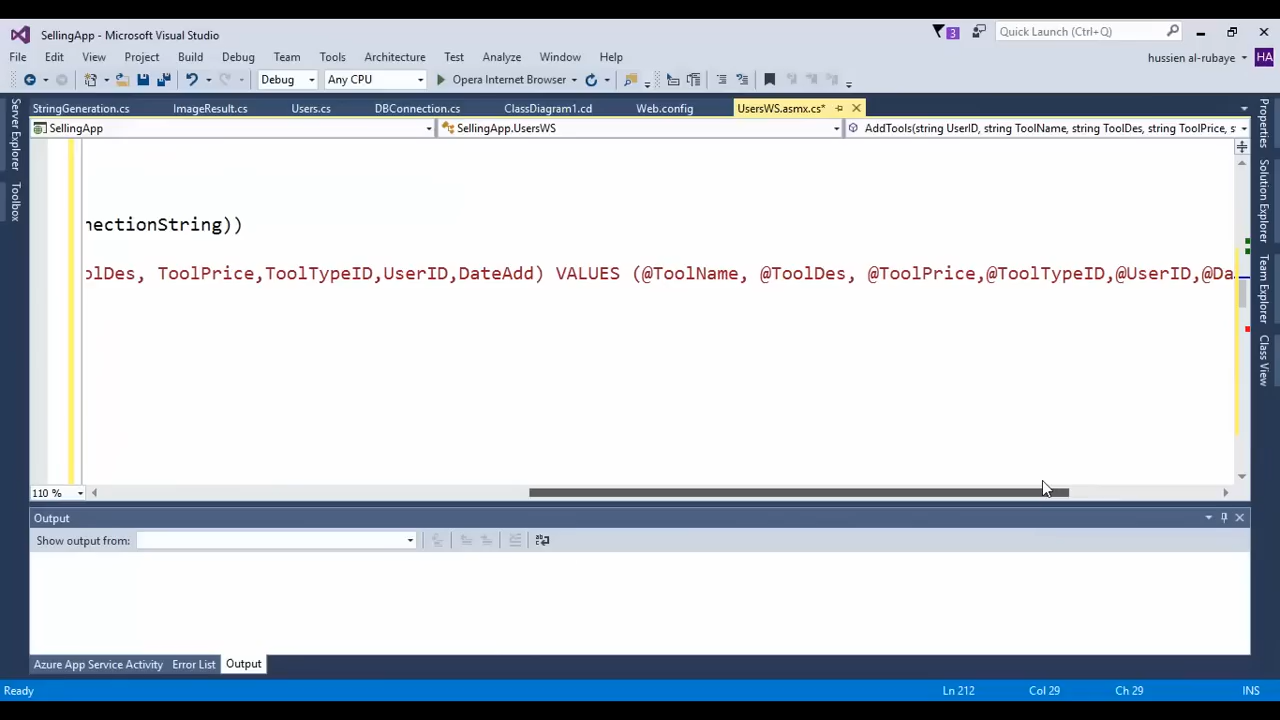 SellingApp - Microsoft Visual Studio
3
Quick Launch (Ctrl+Q)
File Edit View Project Build Debug Team Tools Architecture Test Analyze Window Help
hussien al-rubaye
HA
Debug Any CPU Opera Internet Browser
StringGeneration.cs ImageResult.cs Users.cs DBConnection.cs ClassDiagram1.cd Web.config UsersWS.asmx.cs*
SellingApp SellingApp.UsersWS AddTools(string UserID, string ToolName, string ToolDes, string ToolPrice, s
Server Explorer
Toolbox
Properties
Solution Explorer
Team Explorer
Class View
nectionString))
olDes, ToolPrice,ToolTypeID,UserID,DateAdd) VALUES (@ToolName, @ToolDes, @ToolPrice,@ToolTypeID,@UserID,@Da
110 %
Output
Show output from:
Azure App Service Activity Error List Output
Ready Ln 212 Col 29 Ch 29 INS